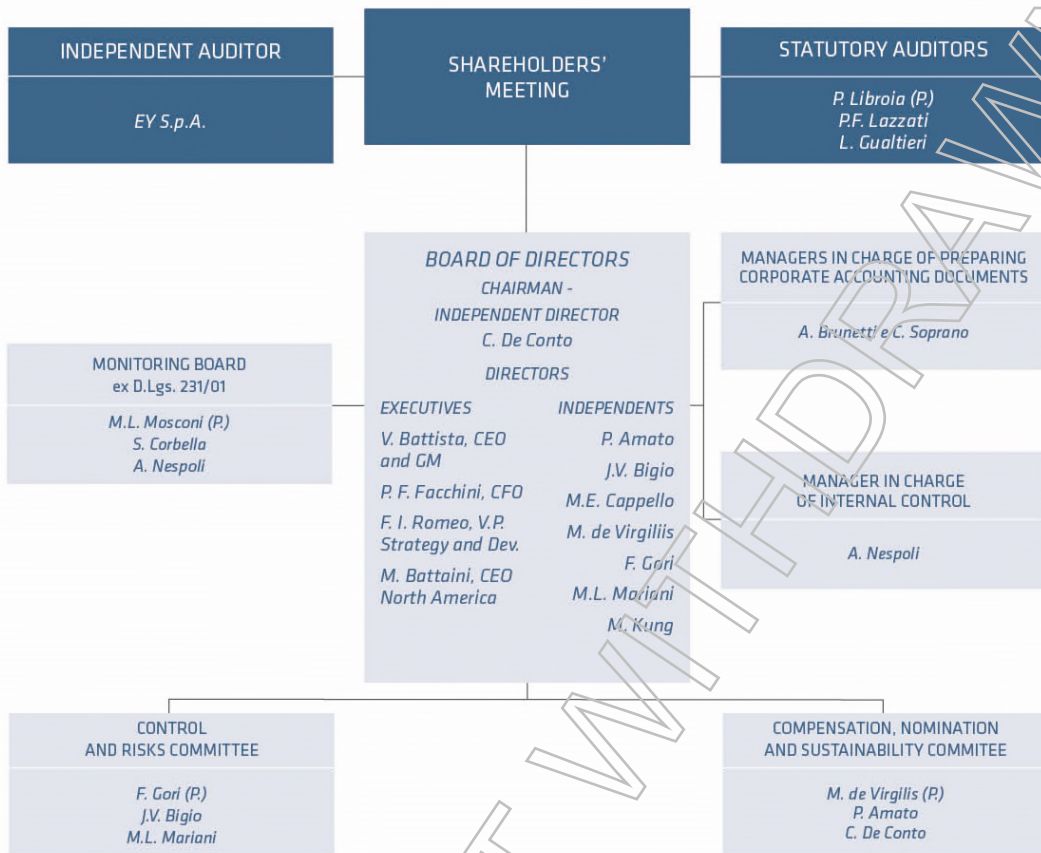 INDEPENDENT AUDITOR
EY S.p.A.
SHAREHOLDERS'
MEETING
STATUTORY AUDITORS
P. Libroia (P.)
P.F. Lazzati
L. Gualtieri
BOARD OF DIRECTORS
CHAIRMAN -
INDEPENDENT DIRECTOR
C. De Conto
DIRECTORS
EXECUTIVES
V. Battista, CEO
and GM
P. F. Facchini, CFO
F. I. Romeo, V.P.
Strategy and Dev.
M. Battaini, CEO
North America
INDEPENDENTS
P. Amato
J.V. Bigio
M.E. Cappello
M. de Virgiliis
F. Gori
M.L. Mariani
M. Kung
MONITORING BOARD
ex D.Lgs. 231/01
M.L. Mosconi (P.)
S. Corbella
A. Nespoli
MANAGERS IN CHARGE OF PREPARING
CORPORATE ACCOUNTING DOCUMENTS
A. Brunetti e C. Soprano
MANAGER IN CHARGE
OF INTERNAL CONTROL
A. Nespoli
CONTROL
AND RISKS COMMITTEE
F. Gori (P.)
J.V. Bigio
M.L. Mariani
COMPENSATION, NOMINATION
AND SUSTAINABILITY COMMITEE
M. de Virgilis (P.)
P. Amato
C. De Conto
WITHDRAW